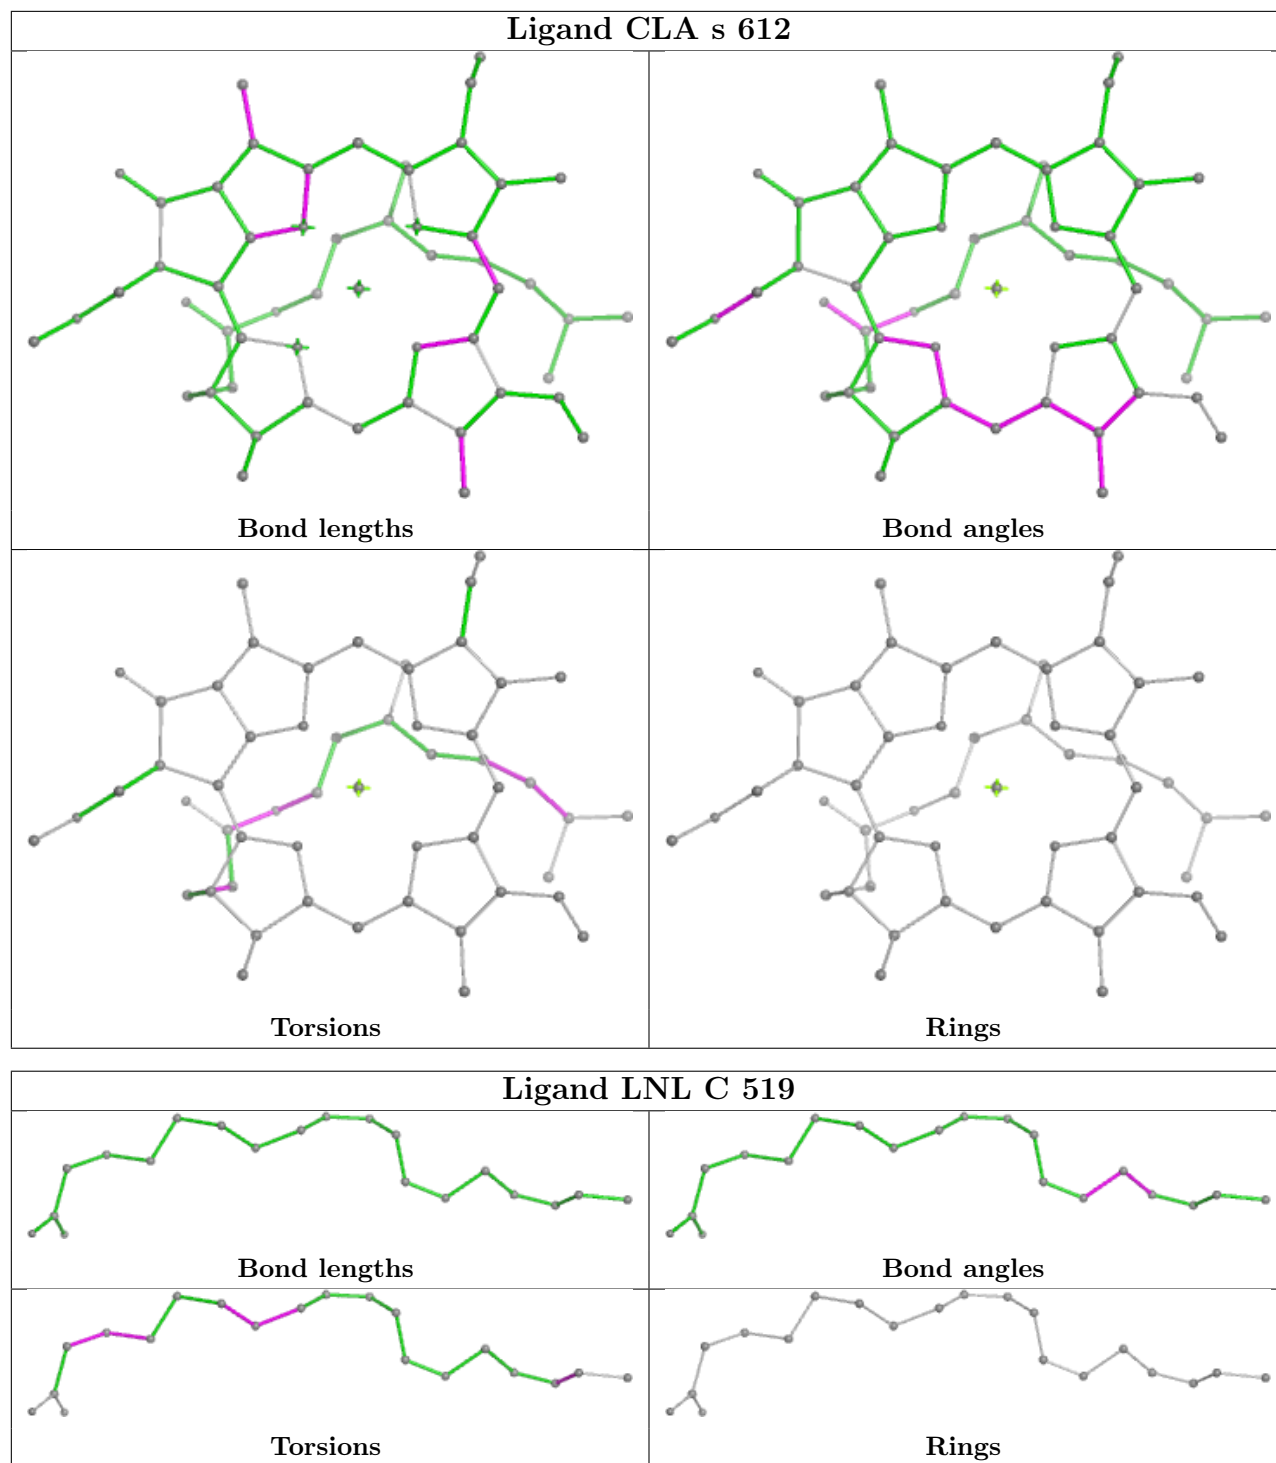 Ligand CLA s 612
Bond lengths
Bond angles
Torsions
Rings
Ligand LNL C 519
Bond lengths
Bond angles
Torsions
Rings